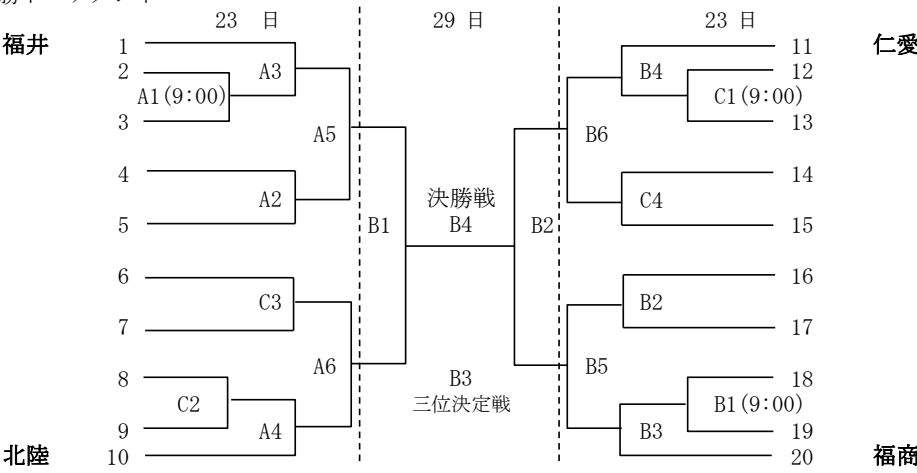 23 日 29 日 23 日
福井 1 11 仁愛
2 A3 B4 12
A1(9:00) C1(9:00)
3 13
A5 B6
4 14
A2 決勝戦 C4
5 B1 B4 B2 15
6 16
C3 B2
7 17
A6 B3 B5
8 三位決定戦 18
C2 B1(9:00)
9 A4 B3 19
北陸 10 20 福商